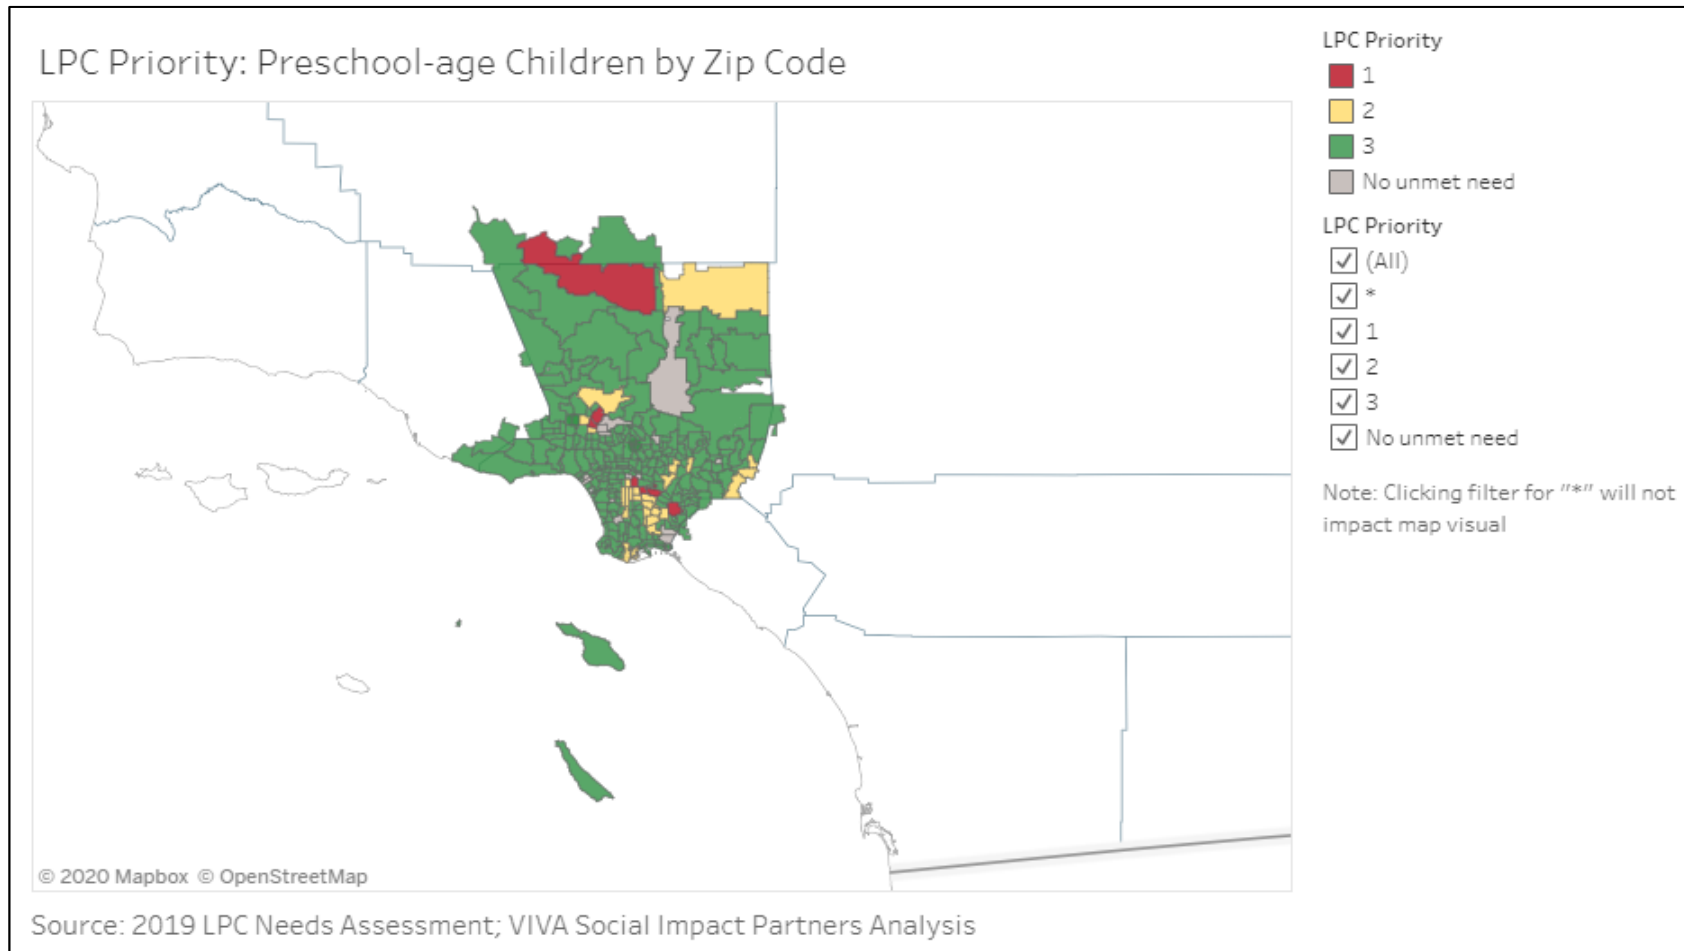 LPC Priority: Preschool-age Children by Zip Code
© 2020 Mapbox © OpenStreetMap
Source: 2019 LPC Needs Assessment; VIVA Social Impact Partners Analysis
LPC Priority
1
2
3
No unmet need
LPC Priority
(All)
*
1
2
3
No unmet need
Note: Clicking filter for "*" will not
impact map visual